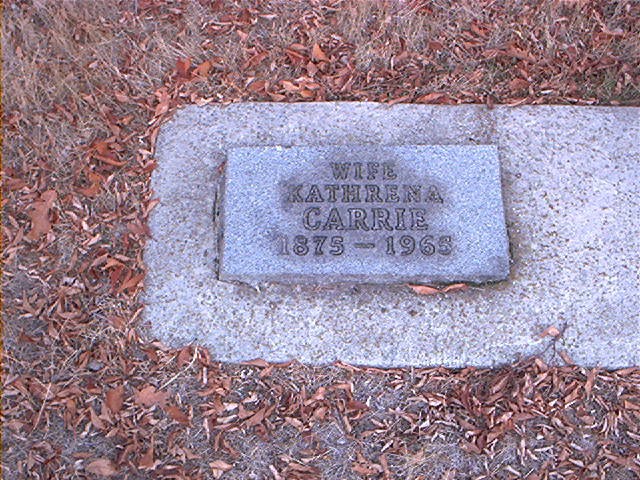 WIFE
KATHRENA
CARRIE
1875 — 1965